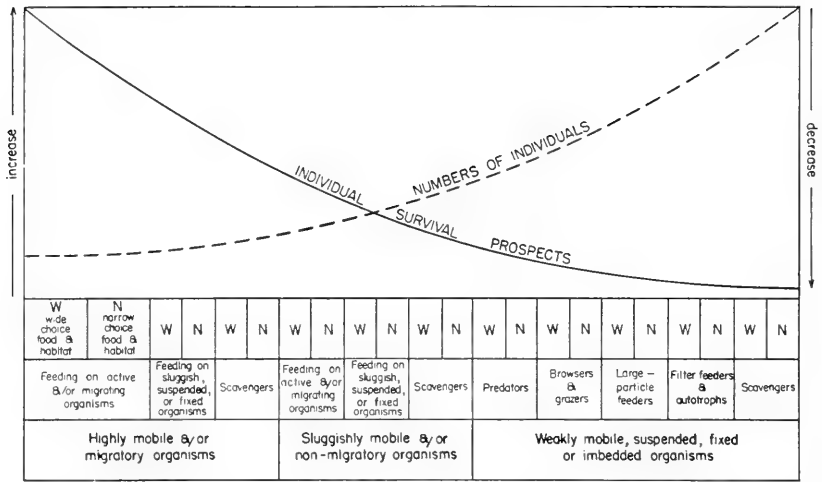 increase
decrease
NUMBERS OF INDIVIDUALS
INDIVIDUAL SURVIVAL PROSPECTS
W
wide
choice
food &
habitat
N
narrow
choice
food &
habitat
W N W N W N W N W N W N W N W N W N W N
Feeding on active
&/or migrating
organisms
Feeding on
sluggish,
suspended,
or fixed
organisms
Scavengers
Feeding on
active &/or
migrating
organisms
Feeding on
sluggish,
suspended,
or fixed
organisms
Scavengers
Predators
Browsers
&
grazers
Large –
particle
feeders
Filter feeders
&
autotrophs
Scavengers
Highly mobile &/or
migratory organisms
Sluggishly mobile &/or
non-migratory organisms
Weakly mobile, suspended, fixed
or imbedded organisms